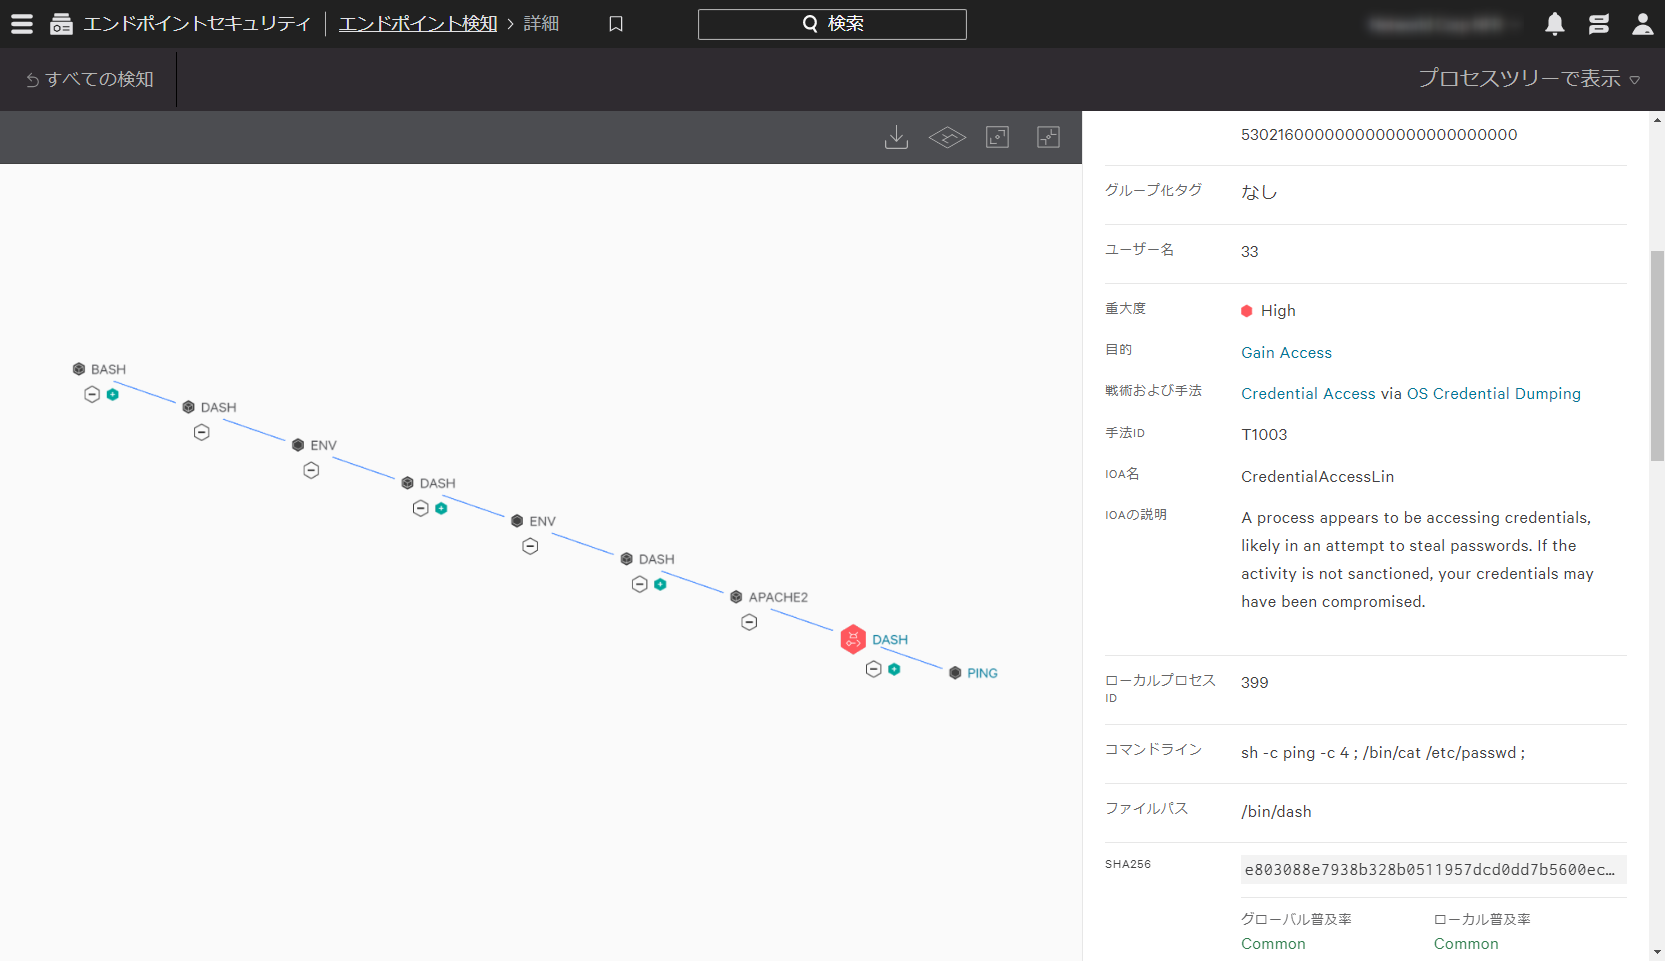 エンドポイントセキュリティ
エンドポイント検知 > 詳細
検索
すべての検知
プロセスツリーで表示
BASH
DASH
ENV
DASH
ENV
DASH
APACHE2
DASH
PING
5302160000000000000000000000
グループ化タグ なし
ユーザー名 33
重大度 High
目的 Gain Access
戦術および手法 Credential Access via OS Credential Dumping
手法ID T1003
IOA名 CredentialAccessLin
IOAの説明 A process appears to be accessing credentials,
likely in an attempt to steal passwords. If the
activity is not sanctioned, your credentials may
have been compromised.
ローカルプロセス 399
ID
コマンドライン sh -c ping -c 4 ; /bin/cat /etc/passwd ;
ファイルパス /bin/dash
SHA256 e803088e7938b328b0511957dcd0dd7b5600ec…
グローバル普及率 ローカル普及率
Common Common